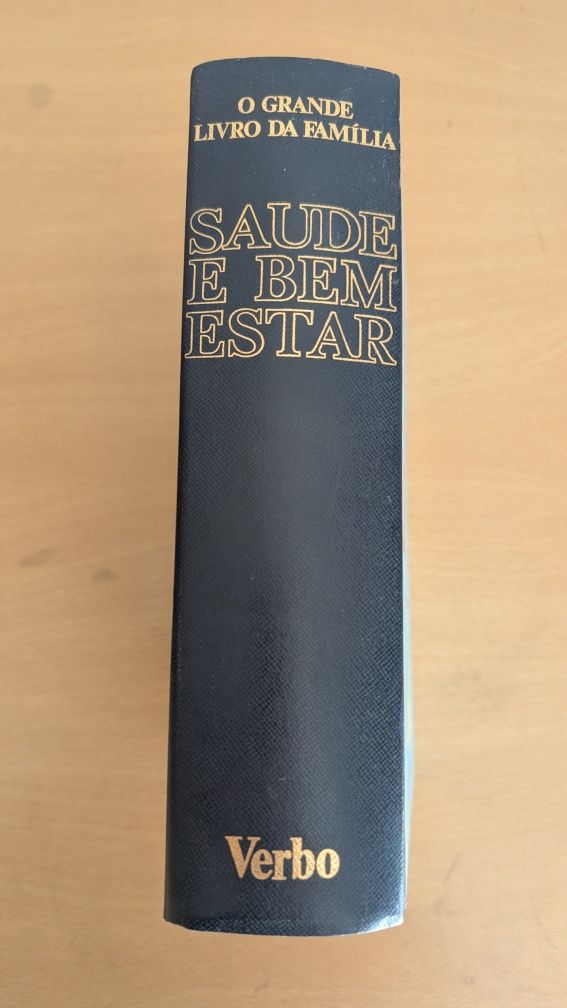 O GRANDE
LIVRO DA FAMÍLIA
SAUDE
E BEM
ESTAR
Verbo